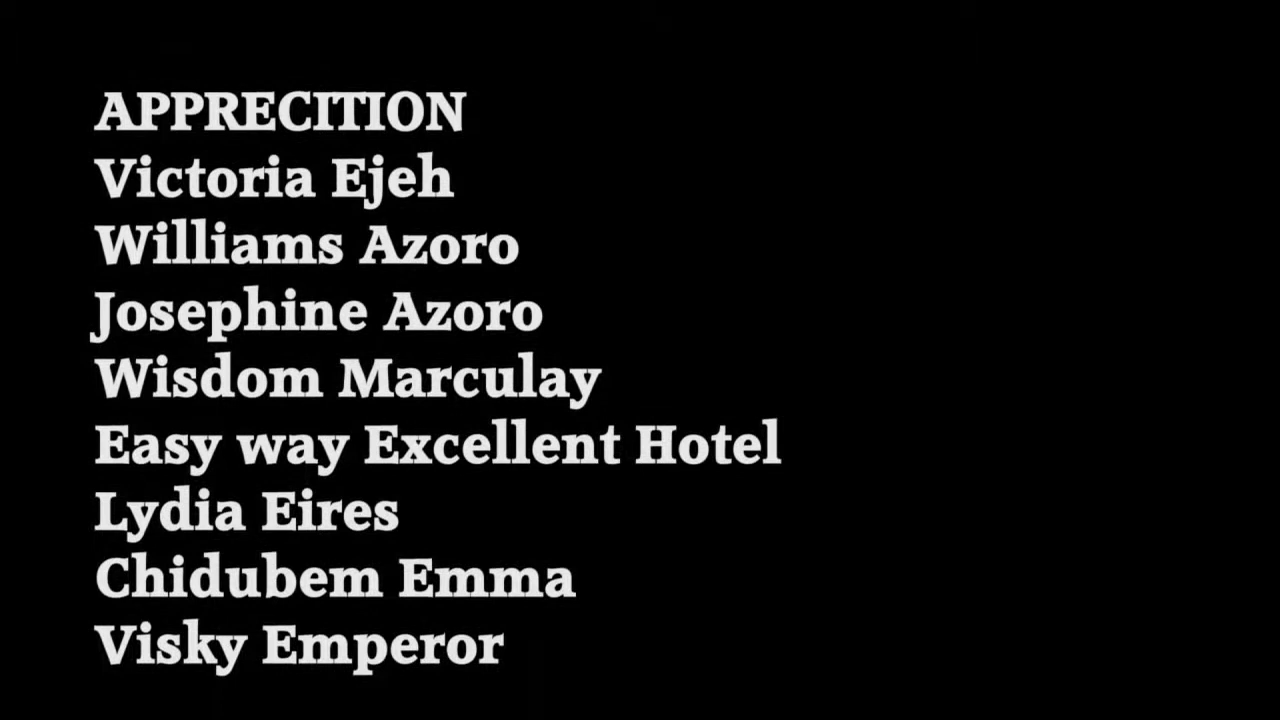 APPRECITION
Victoria Ejeh
Williams Azoro
Josephine Azoro
Wisdom Marculay
Easy way Excellent Hotel
Lydia Eires
Chidubem Emma
Visky Emperor